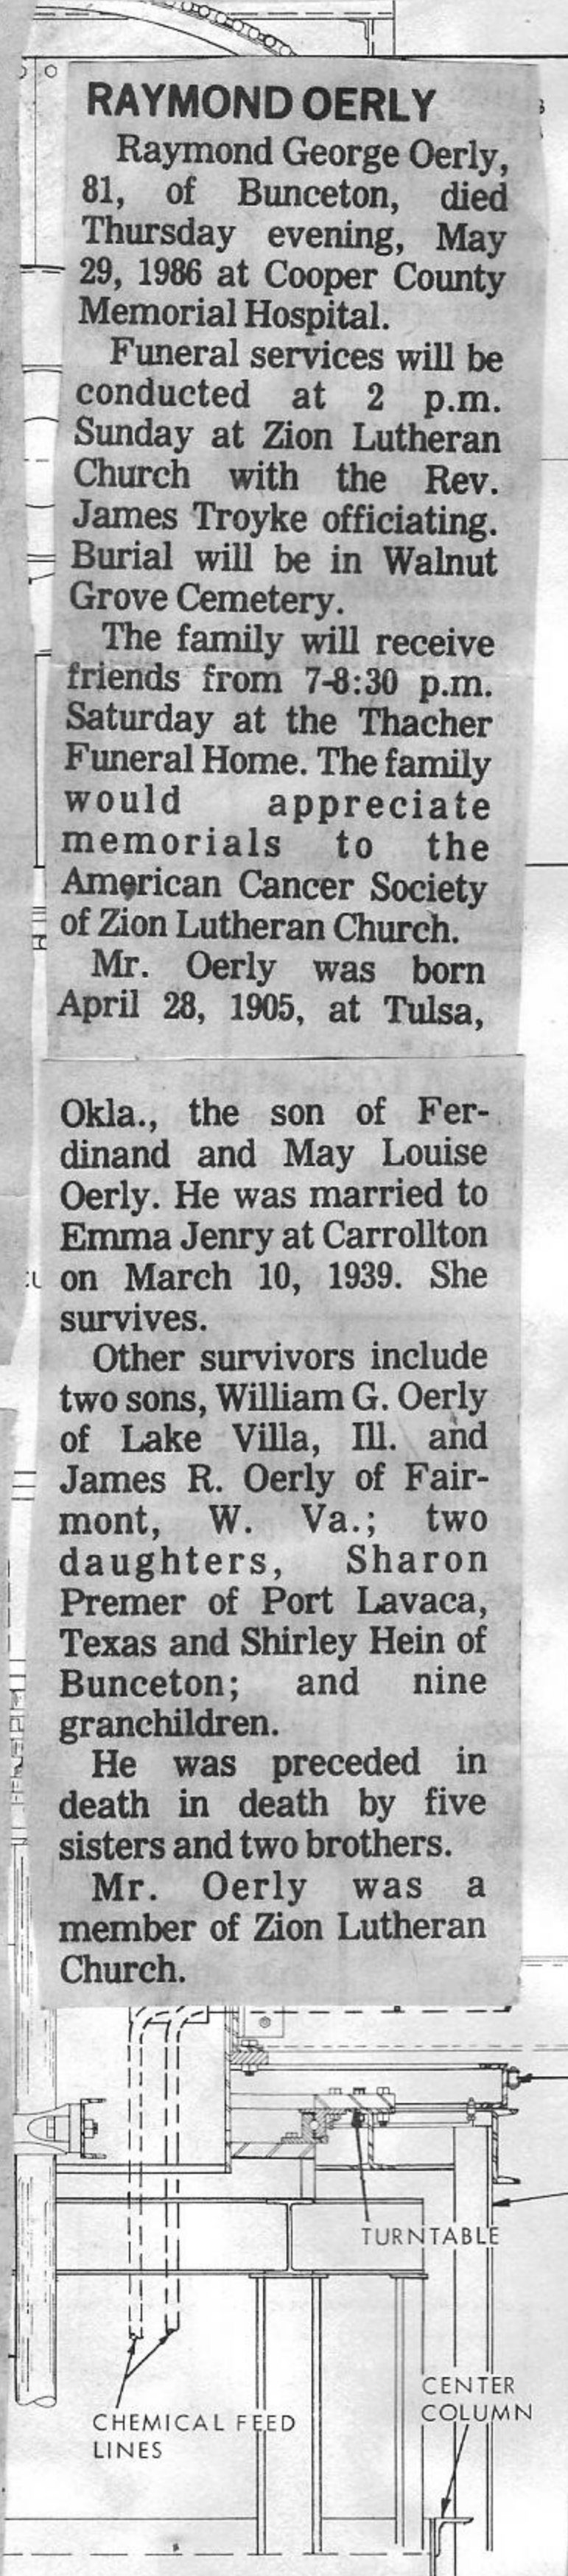 RAYMOND OERLY
Raymond George Oerly,
81, of Bunceton, died
Thursday evening, May
29, 1986 at Cooper County
Memorial Hospital.
Funeral services will be
conducted at 2 p.m.
Sunday at Zion Lutheran
Church with the Rev.
James Troyke officiating.
Burial will be in Walnut
Grove Cemetery.
The family will receive
friends from 7-8:30 p.m.
Saturday at the Thacher
Funeral Home. The family
would appreciate
memorials to the
American Cancer Society
of Zion Lutheran Church.
Mr. Oerly was born
April 28, 1905, at Tulsa,
Okla., the son of Fer-
dinand and May Louise
Oerly. He was married to
Emma Jenry at Carrollton
on March 10, 1939. She
survives.
Other survivors include
two sons, William G. Oerly
of Lake Villa, Ill. and
James R. Oerly of Fair-
mont, W. Va.; two
daughters, Sharon
Premer of Port Lavaca,
Texas and Shirley Hein of
Bunceton; and nine
granchildren.
He was preceded in
death in death by five
sisters and two brothers.
Mr. Oerly was a
member of Zion Lutheran
Church.
TURNTABLE
CENTER
COLUMN
CHEMICAL FEED
LINES